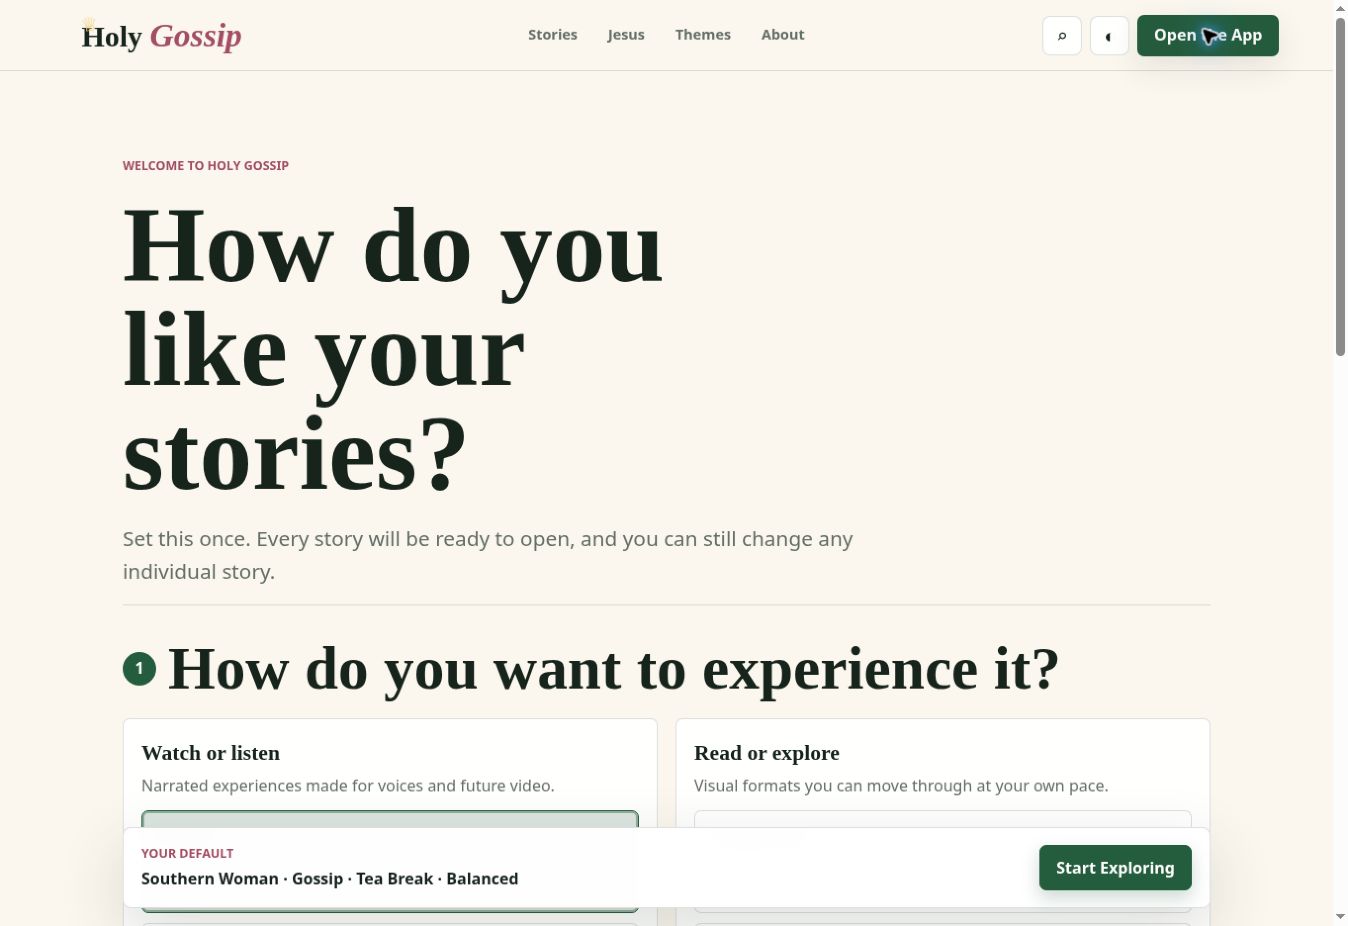 Holy Gossip
Stories
Jesus
Themes
About
Open App
WELCOME TO HOLY GOSSIP
How do you
like your
stories?
Set this once. Every story will be ready to open, and you can still change any
individual story.
1 How do you want to experience it?
Watch or listen
Narrated experiences made for voices and future video.
Read or explore
Visual formats you can move through at your own pace.
YOUR DEFAULT
Southern Woman · Gossip · Tea Break · Balanced
Start Exploring